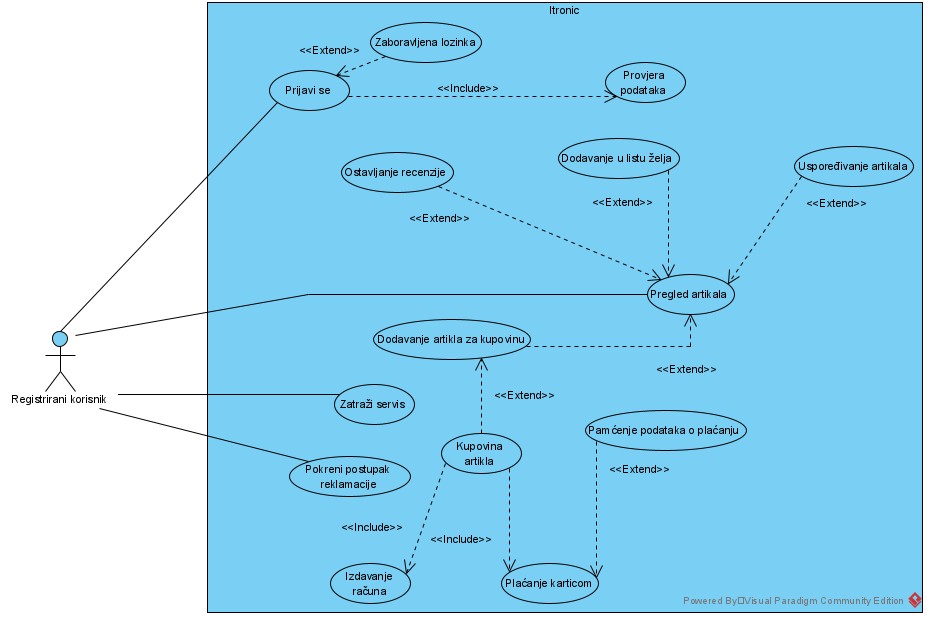 Itronic
Zaboravljena lozinka
<<Extend>>
Prijavi se
<<Include>>
Provjera
podataka
Ostavljanje recenzije
Dodavanje u listu želja
Uspoređivanje artikala
<<Extend>>
<<Extend>>
<<Extend>>
Pregled artikala
Dodavanje artikla za kupovinu
<<Extend>>
Registrirani korisnik
Zatraži servis
<<Extend>>
Kupovina
artikla
Pamćenje podataka o plaćanju
<<Extend>>
Pokreni postupak
reklamacije
<<Include>>
<<Include>>
Izdavanje
računa
Plaćanje karticom
Powered By Visual Paradigm Community Edition